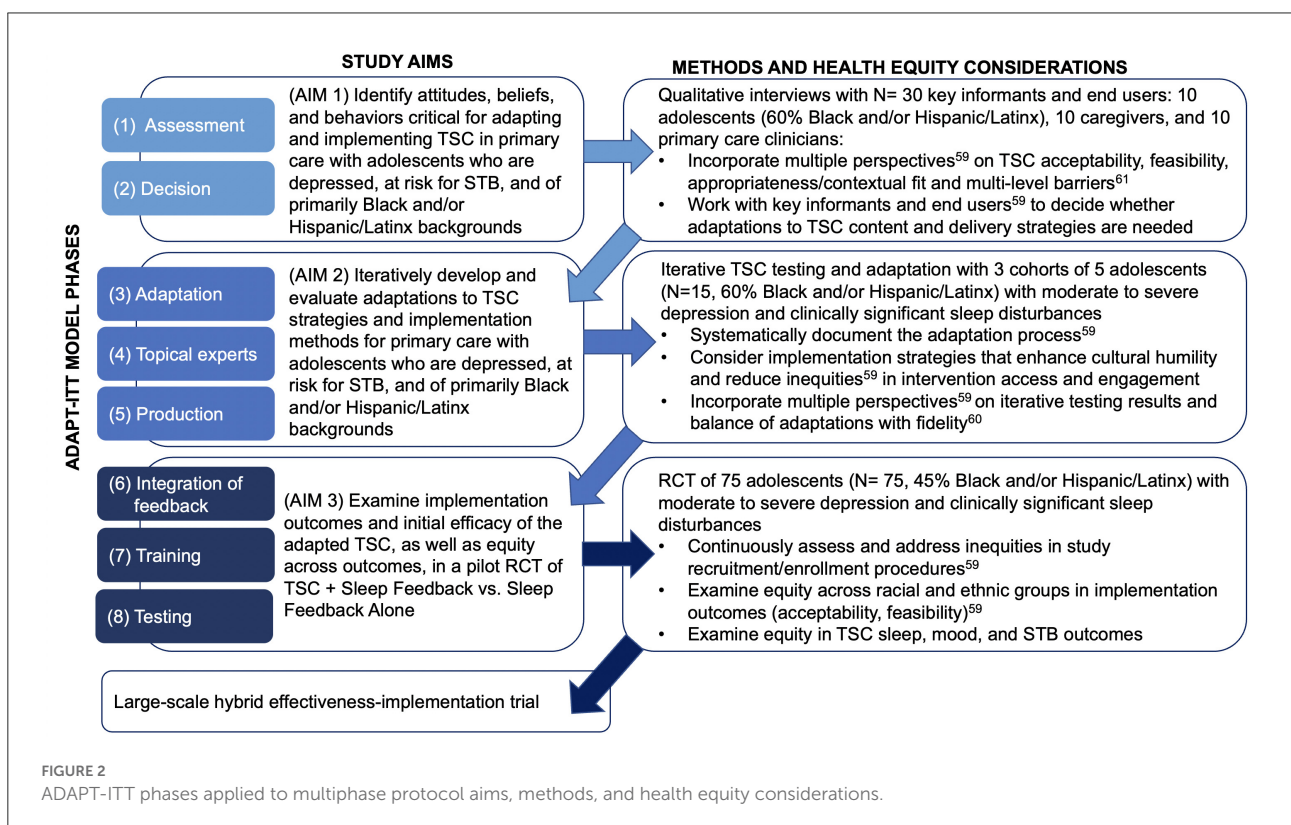 STUDY AIMS
METHODS AND HEALTH EQUITY CONSIDERATIONS
ADAPT-ITT MODEL PHASES
(1) Assessment
(2) Decision
(AIM 1) Identify attitudes, beliefs,
and behaviors critical for adapting
and implementing TSC in primary
care with adolescents who are
depressed, at risk for STB, and of
primarily Black and/or
Hispanic/Latinx backgrounds
Qualitative interviews with N= 30 key informants and end users: 10
adolescents (60% Black and/or Hispanic/Latinx), 10 caregivers, and 10
primary care clinicians:
• Incorporate multiple perspectives59 on TSC acceptability, feasibility,
appropriateness/contextual fit and multi-level barriers61
• Work with key informants and end users59 to decide whether
adaptations to TSC content and delivery strategies are needed
(3) Adaptation
(4) Topical experts
(5) Production
(AIM 2) Iteratively develop and
evaluate adaptations to TSC
strategies and implementation
methods for primary care with
adolescents who are depressed, at
risk for STB, and of primarily Black
and/or Hispanic/Latinx
backgrounds
Iterative TSC testing and adaptation with 3 cohorts of 5 adolescents
(N=15, 60% Black and/or Hispanic/Latinx) with moderate to severe
depression and clinically significant sleep disturbances
• Systematically document the adaptation process59
• Consider implementation strategies that enhance cultural humility
and reduce inequities59 in intervention access and engagement
• Incorporate multiple perspectives59 on iterative testing results and
balance of adaptations with fidelity60
(6) Integration of
feedback
(7) Training
(8) Testing
(AIM 3) Examine implementation
outcomes and initial efficacy of the
adapted TSC, as well as equity
across outcomes, in a pilot RCT of
TSC + Sleep Feedback vs. Sleep
Feedback Alone
RCT of 75 adolescents (N= 75, 45% Black and/or Hispanic/Latinx) with
moderate to severe depression and clinically significant sleep
disturbances
• Continuously assess and address inequities in study
recruitment/enrollment procedures59
• Examine equity across racial and ethnic groups in implementation
outcomes (acceptability, feasibility)59
• Examine equity in TSC sleep, mood, and STB outcomes
Large-scale hybrid effectiveness-implementation trial
FIGURE 2
ADAPT-ITT phases applied to multiphase protocol aims, methods, and health equity considerations.